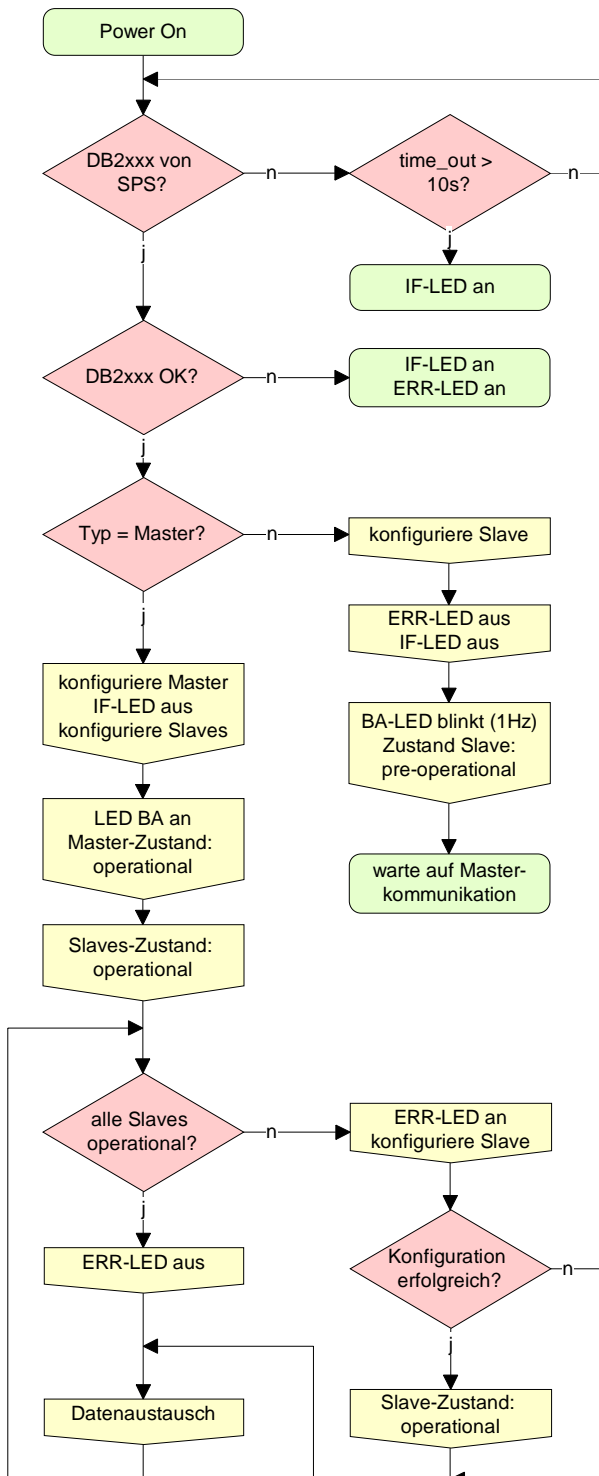 Power On
DB2xxx von
SPS?
n
time_out >
10s?
n
j
j
IF-LED an
DB2xxx OK?
n
IF-LED an
ERR-LED an
j
Typ = Master?
n
konfiguriere Slave
j
ERR-LED aus
IF-LED aus
konfiguriere Master
IF-LED aus
konfiguriere Slaves
BA-LED blinkt (1Hz)
Zustand Slave:
pre-operational
LED BA an
Master-Zustand:
operational
warte auf Master-
kommunikation
Slaves-Zustand:
operational
alle Slaves
operational?
n
ERR-LED an
konfiguriere Slave
j
ERR-LED aus
Konfiguration
erfolgreich?
n
j
Datenaustausch
Slave-Zustand:
operational